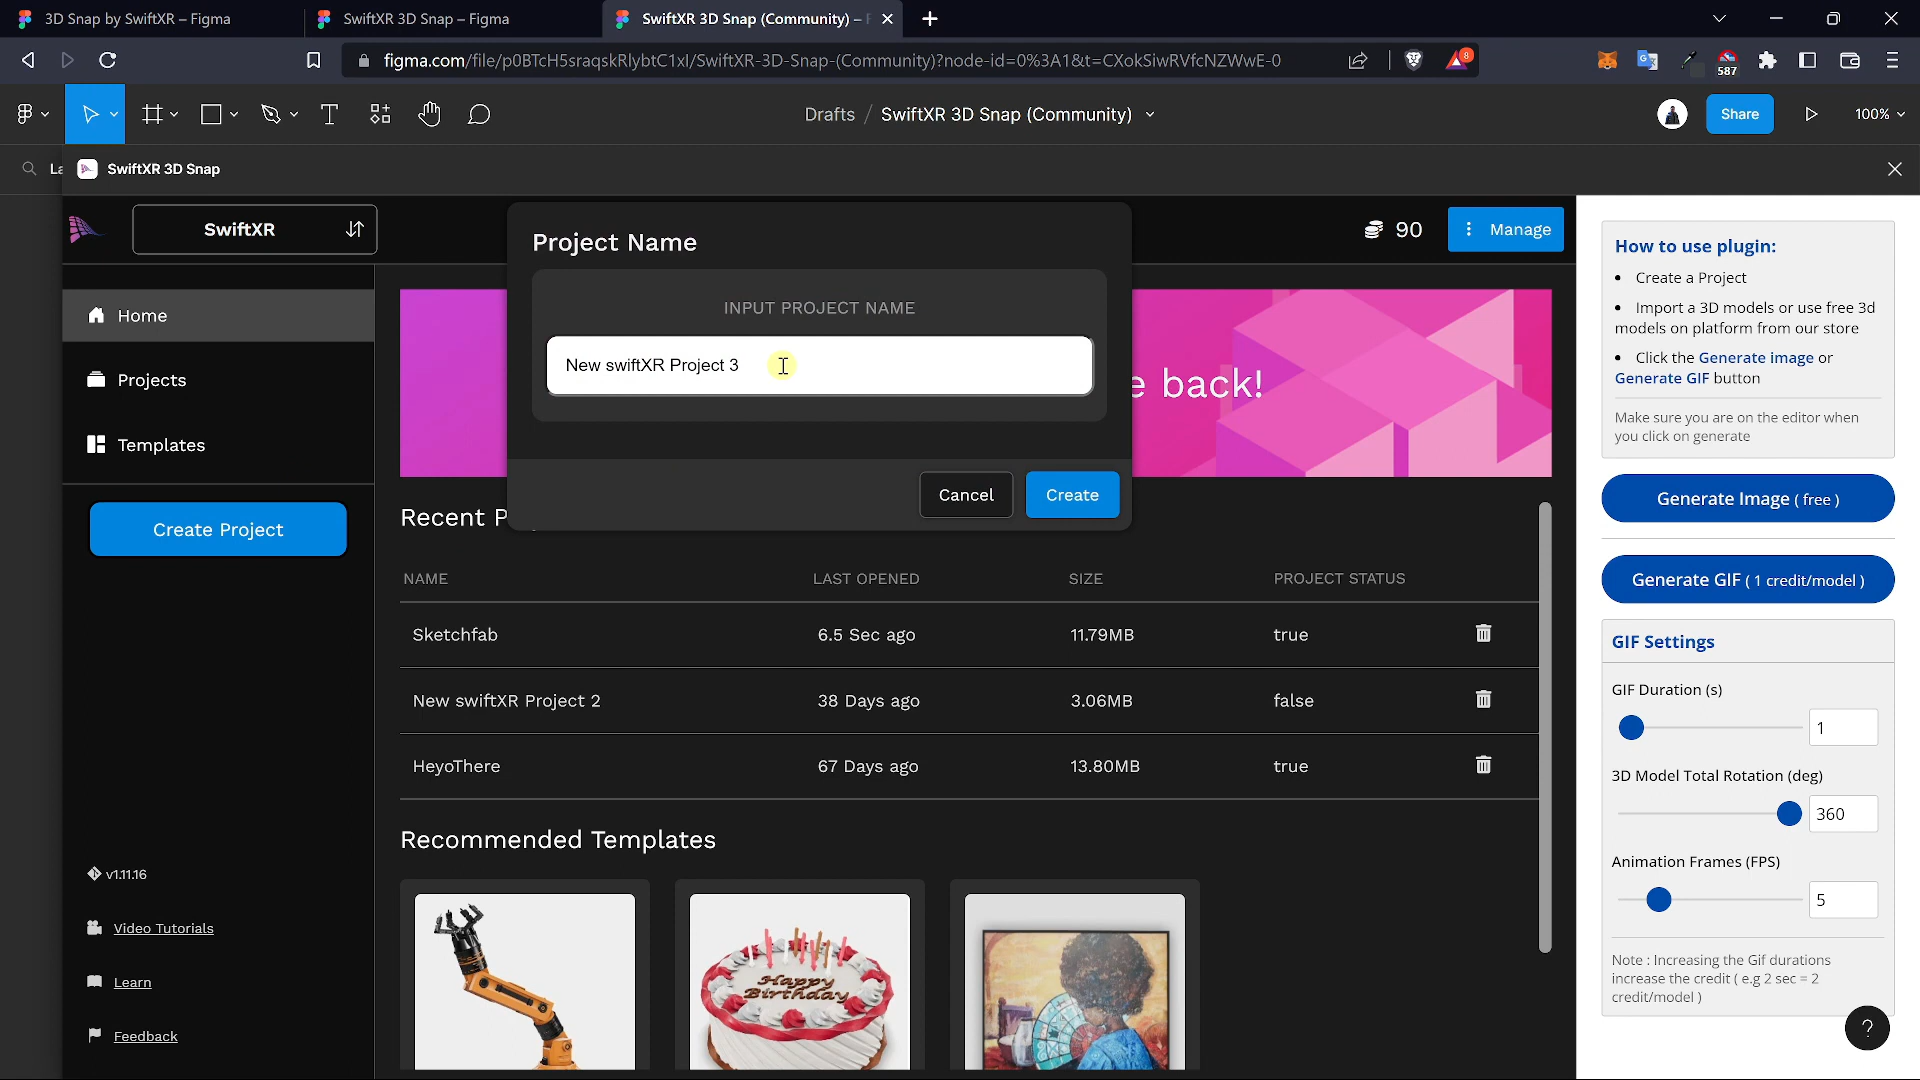 3D Snap by SwiftXR – Figma
SwiftXR 3D Snap – Figma
SwiftXR 3D Snap (Community) –
figma.com/file/p0BTcH5sraqskRlybtC1xl/SwiftXR-3D-Snap-(Community)?node-id=0%3A1&t=CXokSiwRVfcNZWwE-0
8
587
Drafts / SwiftXR 3D Snap (Community)
Share
100%
La
SwiftXR 3D Snap
SwiftXR
90
Manage
Home
Projects
Templates
Create Project
v1.11.16
Video Tutorials
Learn
Feedback
Project Name
INPUT PROJECT NAME
New swiftXR Project 3
Cancel
Create
e back!
Recent P
NAME LAST OPENED SIZE PROJECT STATUS
Sketchfab 6.5 Sec ago 11.79MB true
New swiftXR Project 2 38 Days ago 3.06MB false
HeyoThere 67 Days ago 13.80MB true
Recommended Templates
Happy
Birthday
How to use plugin:
• Create a Project
• Import a 3D models or use free 3d
models on platform from our store
• Click the Generate image or
Generate GIF button
Make sure you are on the editor when
you click on generate
Generate Image ( free )
Generate GIF ( 1 credit/model )
GIF Settings
GIF Duration (s)
1
3D Model Total Rotation (deg)
360
Animation Frames (FPS)
5
Note : Increasing the Gif durations
increase the credit ( e.g 2 sec = 2
credit/model )
?